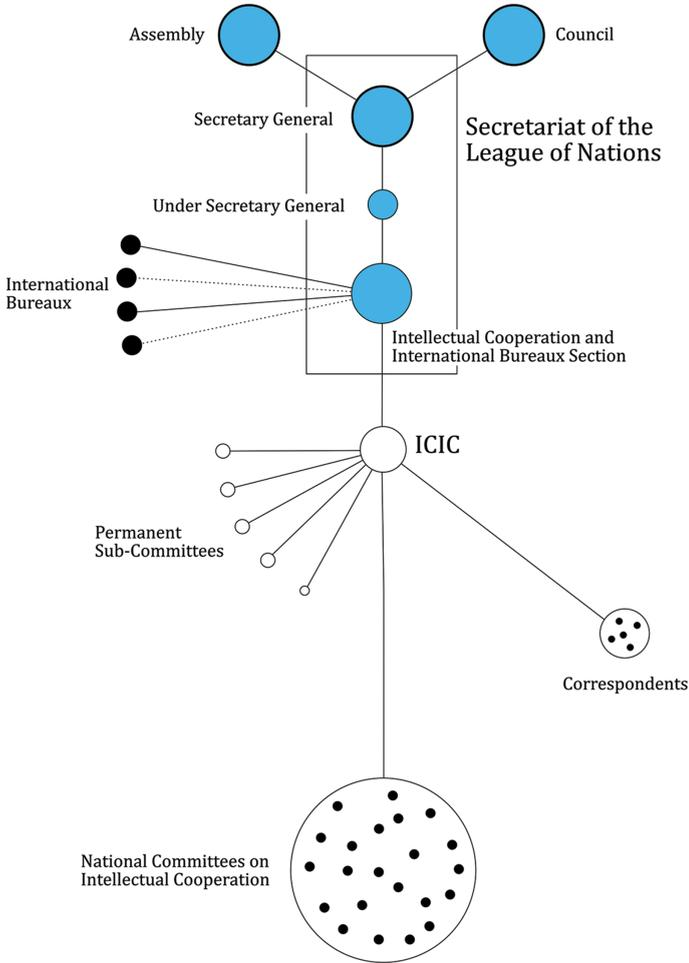 Assembly
Council
Secretary General
Secretariat of the
League of Nations
Under Secretary General
International
Bureaux
Intellectual Cooperation and
International Bureaux Section
ICIC
Permanent
Sub-Committees
Correspondents
National Committees on
Intellectual Cooperation